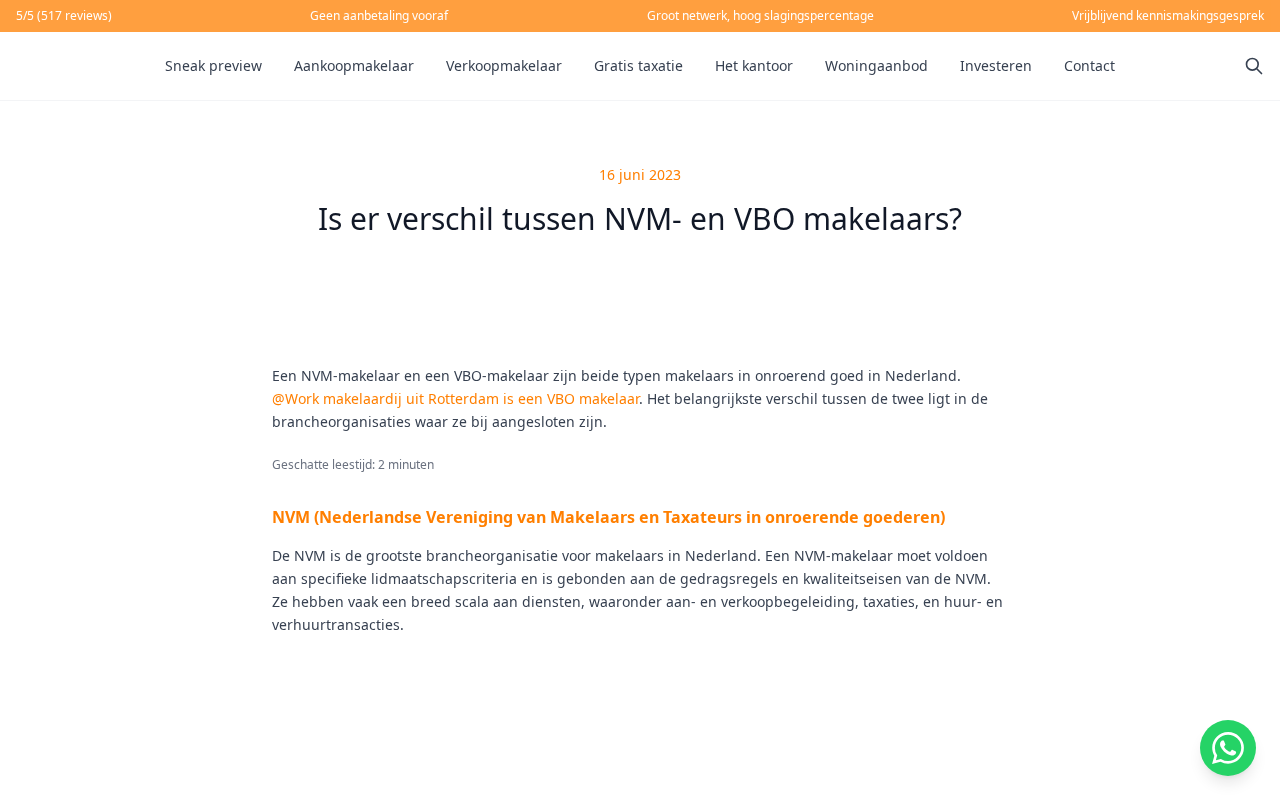 5/5 (517 reviews)
Geen aanbetaling vooraf
Groot netwerk, hoog slagingspercentage
Vrijblijvend kennismakingsgesprek
Sneak preview
Aankoopmakelaar
Verkoopmakelaar
Gratis taxatie
Het kantoor
Woningaanbod
Investeren
Contact
16 juni 2023
Is er verschil tussen NVM- en VBO makelaars?
Een NVM-makelaar en een VBO-makelaar zijn beide typen makelaars in onroerend goed in Nederland.
@Work makelaardij uit Rotterdam is een VBO makelaar. Het belangrijkste verschil tussen de twee ligt in de
brancheorganisaties waar ze bij aangesloten zijn.
Geschatte leestijd: 2 minuten
NVM (Nederlandse Vereniging van Makelaars en Taxateurs in onroerende goederen)
De NVM is de grootste brancheorganisatie voor makelaars in Nederland. Een NVM-makelaar moet voldoen
aan specifieke lidmaatschapscriteria en is gebonden aan de gedragsregels en kwaliteitseisen van de NVM.
Ze hebben vaak een breed scala aan diensten, waaronder aan- en verkoopbegeleiding, taxaties, en huur- en
verhuurtransacties.